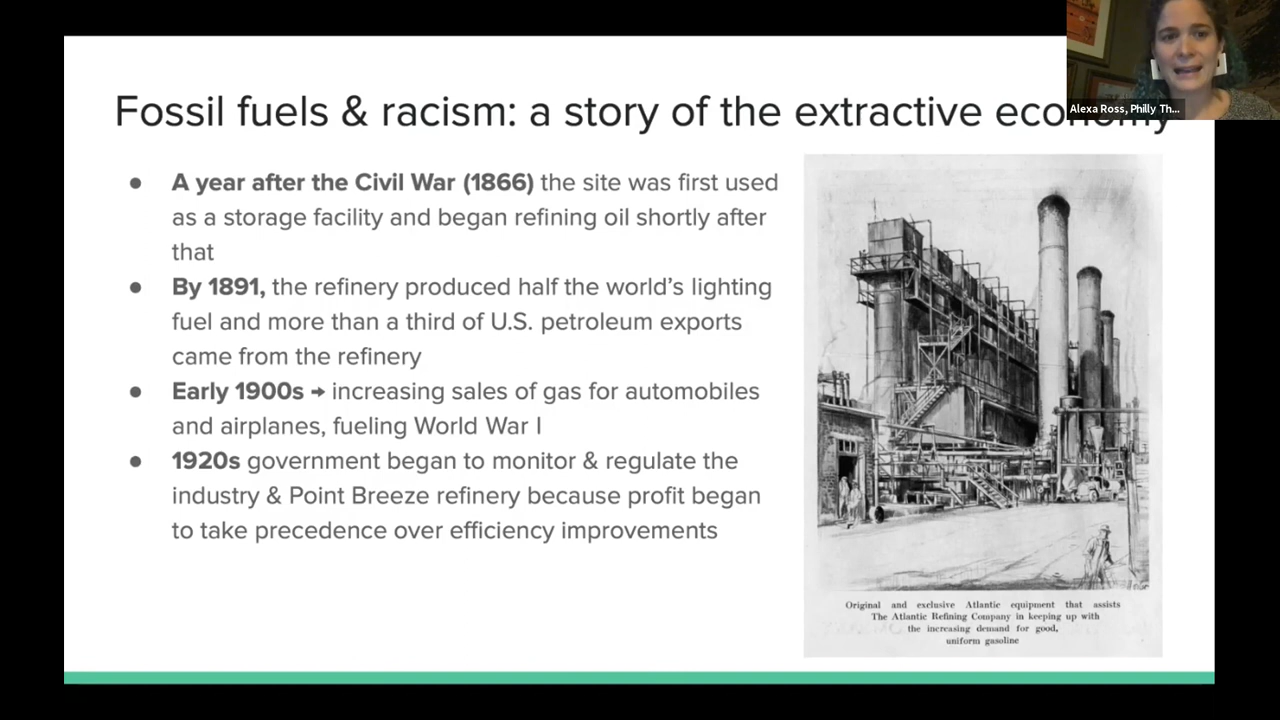 Fossil fuels & racism: a story of the extractive economy
Alexa Ross, Philly Th...
● A year after the Civil War (1866) the site was first used
as a storage facility and began refining oil shortly after
that
● By 1891, the refinery produced half the world’s lighting
fuel and more than a third of U.S. petroleum exports
came from the refinery
● Early 1900s → increasing sales of gas for automobiles
and airplanes, fueling World War I
● 1920s government began to monitor & regulate the
industry & Point Breeze refinery because profit began
to take precedence over efficiency improvements
Original and exclusive Atlantic equipment that assists
The Atlantic Refining Company in keeping up with
the increasing demand for good,
uniform gasoline